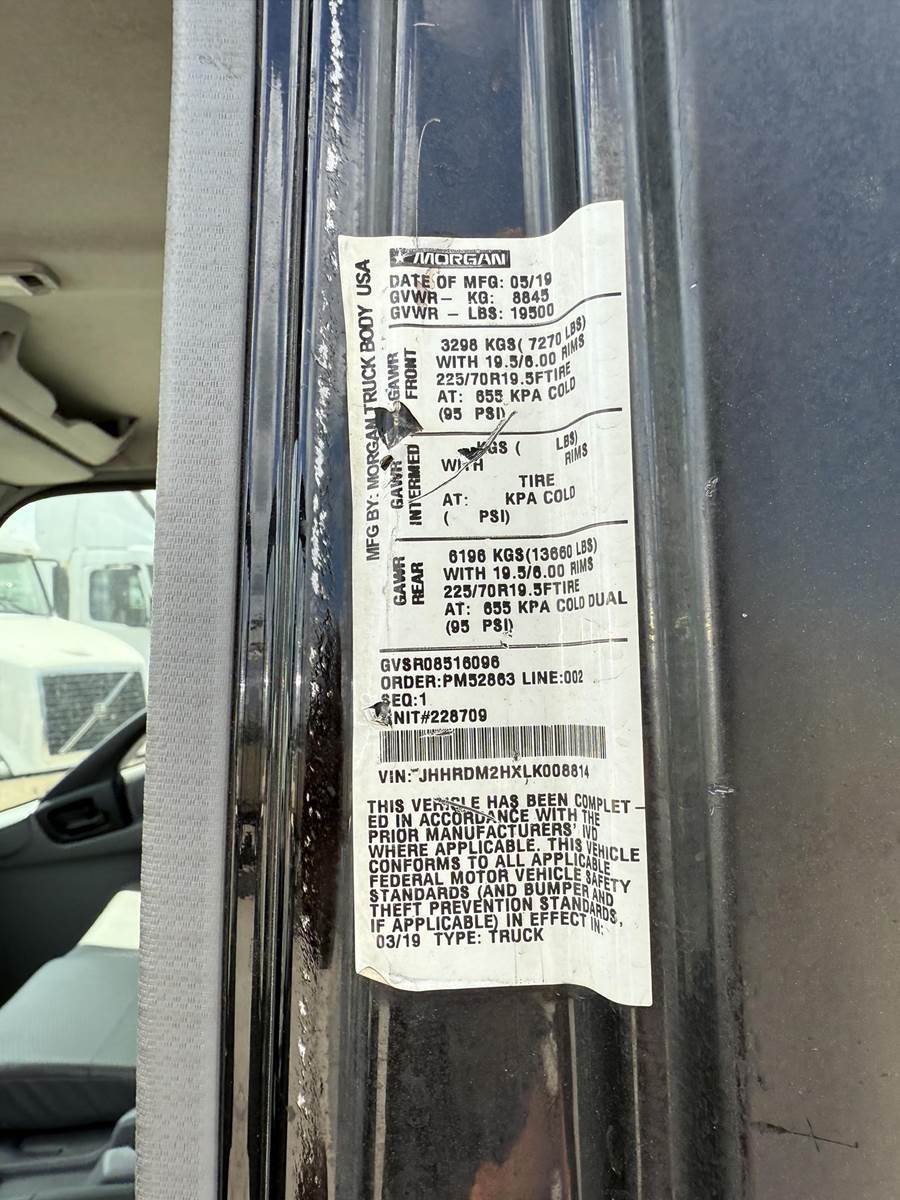 MORGAN
MFG BY: MORGAN TRUCK BODY USA
DATE OF MFG: 05/19
GVWR- KG: 8845
GVWR - LBS: 19500
GAWR FRONT
3298 KGS( 7270 LBS)
WITH 19.5/6.00 RIMS
225/70R19.5FTIRE
AT: 655 KPA COLD
(95 PSI)
GAWR INTERMED
KGS ( LBS)
WITH RIMS
TIRE
AT: KPA COLD
( PSI)
GAWR REAR
6196 KGS(13660 LBS)
WITH 19.5/6.00 RIMS
225/70R19.5FTIRE
AT: 655 KPA COLD DUAL
(95 PSI)
GVSR08516096
ORDER:PM52863 LINE:002
SEQ:1
UNIT#228709
VIN: JHHRDM2HXLK008814
THIS VEHICLE HAS BEEN COMPLET-
ED IN ACCORDANCE WITH THE
PRIOR MANUFACTURERS' IVD
WHERE APPLICABLE. THIS VEHICLE
CONFORMS TO ALL APPLICABLE
FEDERAL MOTOR VEHICLE SAFETY
STANDARDS (AND BUMPER AND
THEFT PREVENTION STANDARDS,
IF APPLICABLE) IN EFFECT IN:
03/19 TYPE: TRUCK